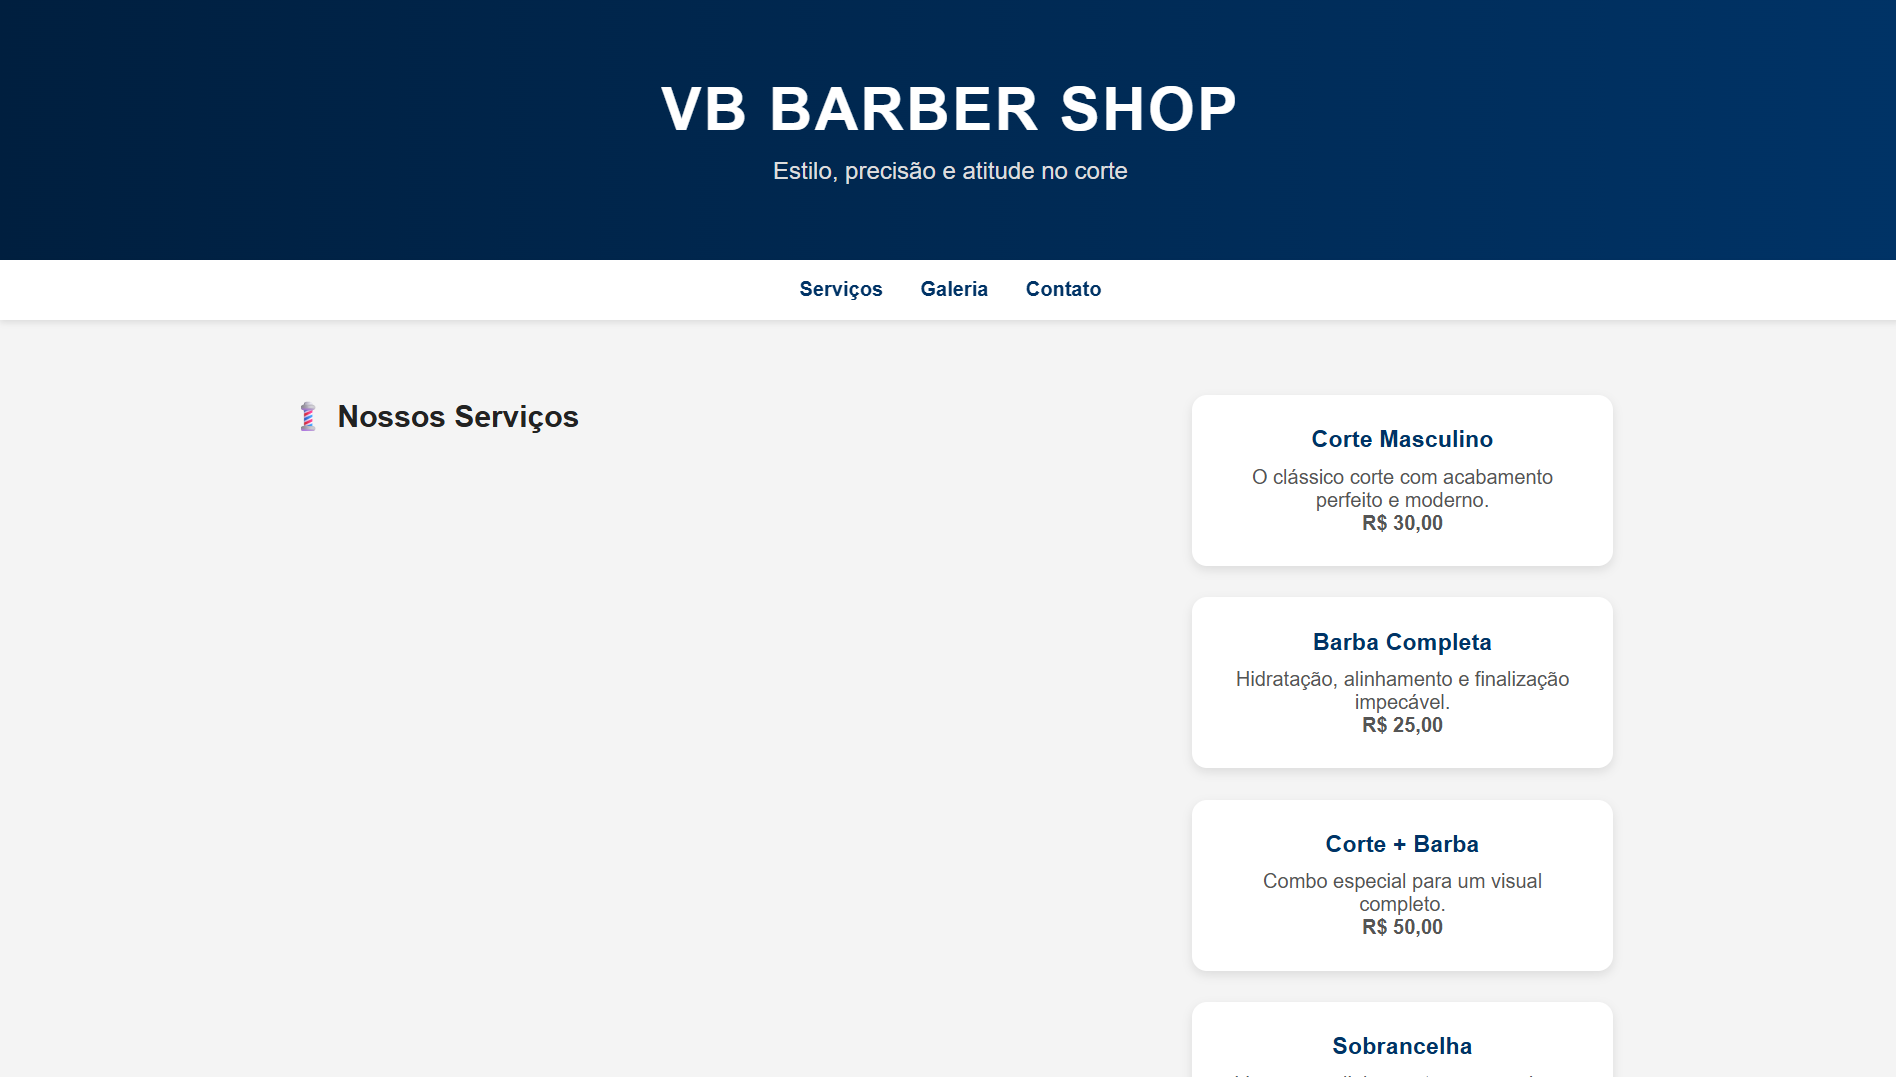 VB BARBER SHOP
Estilo, precisão e atitude no corte
Serviços Galeria Contato
💈 Nossos Serviços
Corte Masculino
O clássico corte com acabamento
perfeito e moderno.
R$ 30,00
Barba Completa
Hidratação, alinhamento e finalização
impecável.
R$ 25,00
Corte + Barba
Combo especial para um visual
completo.
R$ 50,00
Sobrancelha